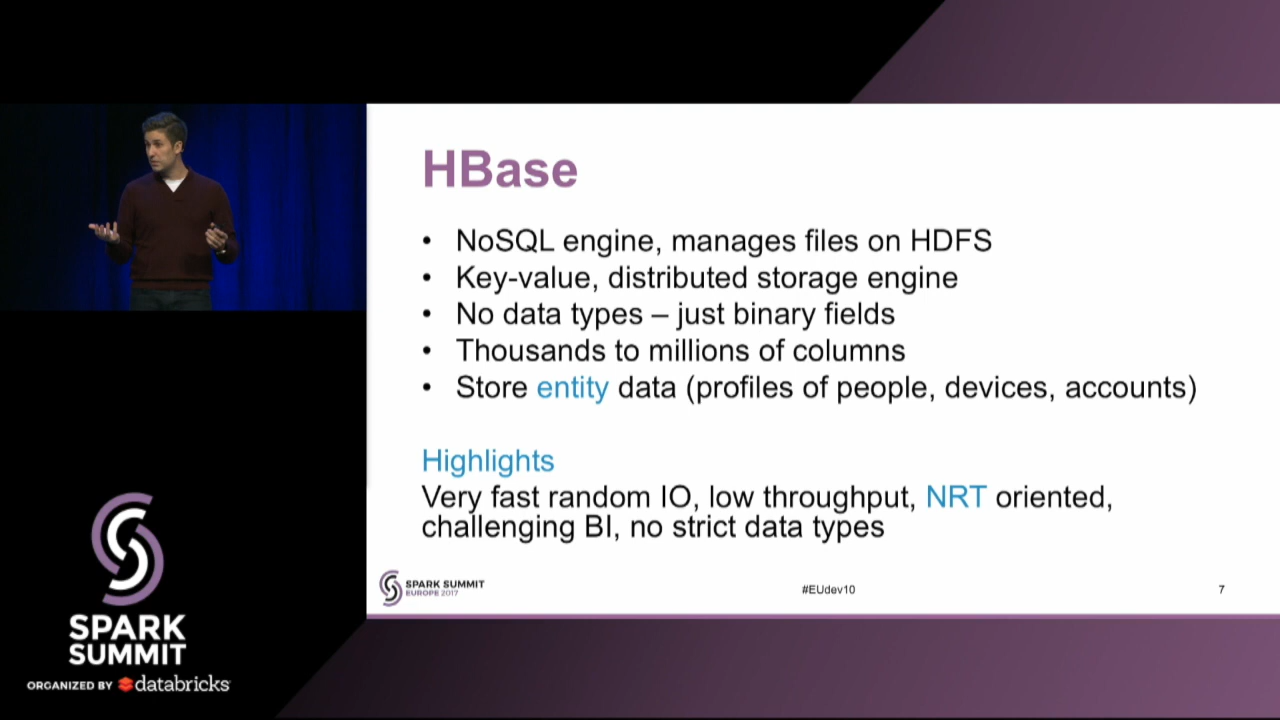 HBase
• NoSQL engine, manages files on HDFS
• Key-value, distributed storage engine
• No data types – just binary fields
• Thousands to millions of columns
• Store entity data (profiles of people, devices, accounts)
Highlights
Very fast random IO, low throughput, NRT oriented,
challenging BI, no strict data types
SPARK SUMMIT
EUROPE 2017
#EUdev10
7
SPARK
SUMMIT
ORGANIZED BY databricks